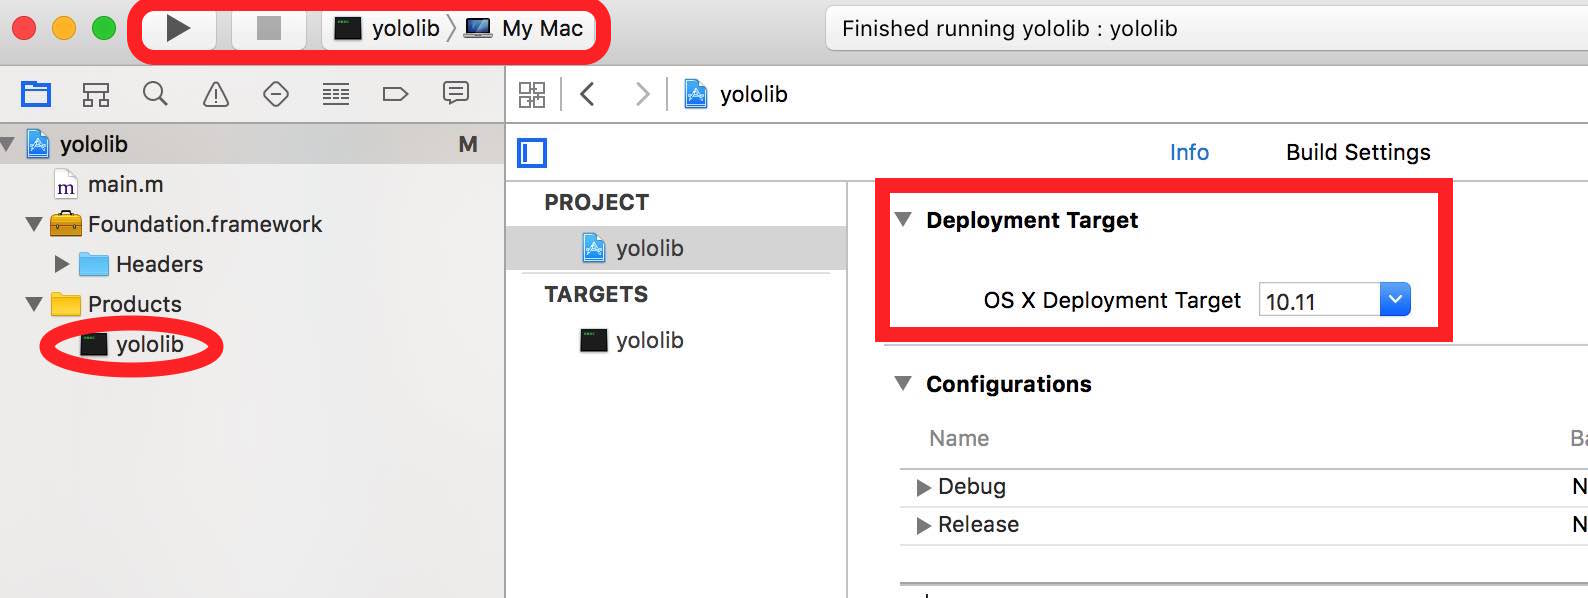 yololib My Mac
Finished running yololib : yololib
yololib
yololib M
m main.m
Foundation.framework
Headers
Products
yololib
Info Build Settings
PROJECT
yololib
TARGETS
yololib
Deployment Target
OS X Deployment Target 10.11
Configurations
Name
Debug
Release